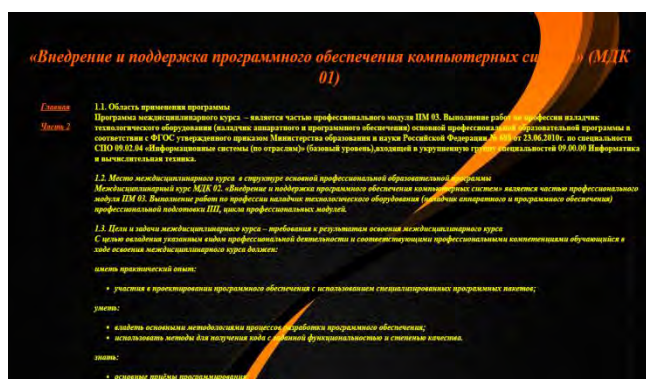 «Внедрение и поддержка программного обеспечения компьютерных систем» (МДК
01)
Главная
Часть 2
1.1. Область применения программы
Программа междисциплинарного курса – является частью профессионального модуля ПМ 03. Выполнение работ по профессии наладчик
технологического оборудования (наладчик аппаратного и программного обеспечения) основной профессиональной образовательной программы в
соответствии с ФГОС утвержденного приказом Министерства образования и науки Российской Федерации № 688 от 23.06.2010г. по специальности
СПО 09.02.04 «Информационные системы (по отраслям)» (базовый уровень),входящей в укрупненную группу специальностей 09.00.00 Информатика
и вычислительная техника.
1.2. Место междисциплинарного курса в структуре основной профессиональной образовательной программы
Междисциплинарный курс МДК 02. «Внедрение и поддержка программного обеспечения компьютерных систем» является частью профессионального
модуля ПМ 03. Выполнение работ по профессии наладчик технологического оборудования (наладчик аппаратного и программного обеспечения)
профессиональной подготовки ПП, цикла профессиональных модулей.
1.3. Цели и задачи междисциплинарного курса – требования к результатам освоения междисциплинарного курса
С целью овладения указанным видом профессиональной деятельности и соответствующими профессиональными компетенциями обучающийся в
ходе освоения междисциплинарного курса должен:
иметь практический опыт:
• участия в проектировании программного обеспечения с использованием специализированных программных пакетов;
уметь:
• владеть основными методологиями процессов разработки программного обеспечения;
• использовать методы для получения кода с заданной функциональностью и степенью качества.
знать:
• основные приёмы программирования